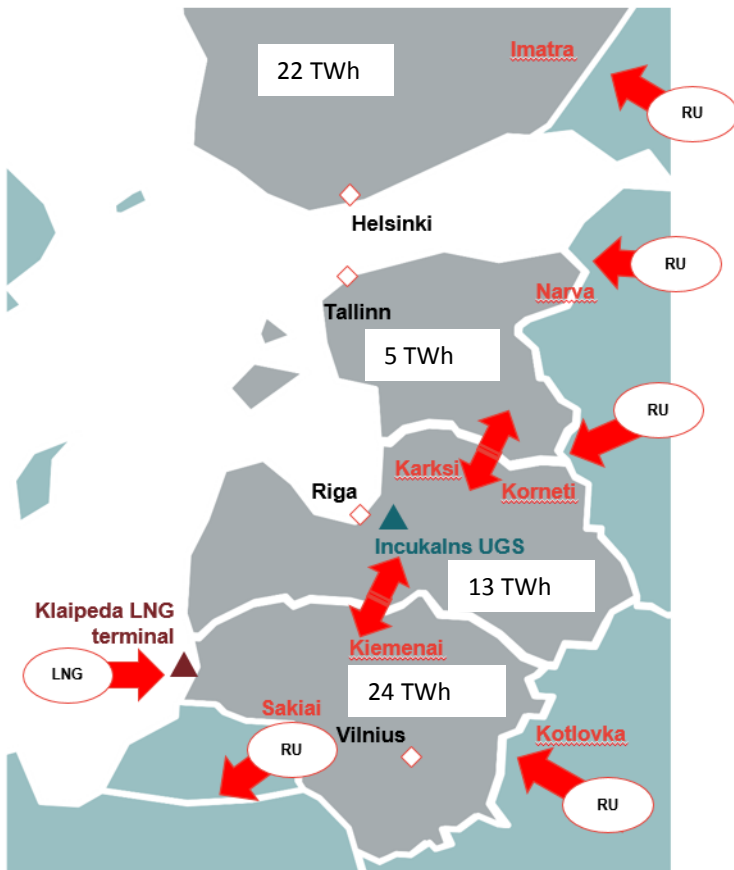 22 TWh
Imatra
RU
Helsinki
RU
Narva
Tallinn
5 TWh
RU
Karksi
Korneti
Riga
Incukalns UGS
13 TWh
Klaipeda LNG
terminal
Kiemenai
LNG
24 TWh
Sakiai
RU
Vilnius
Kotlovka
RU